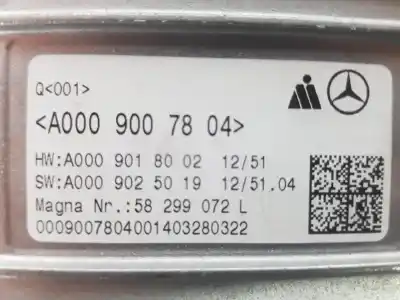 Q<001>
<A000 900 78 04>
HW:A000 901 80 02 12/51
SW:A000 902 50 19 12/51.04
Magna Nr.:58 299 072 L
0009007804001403280322